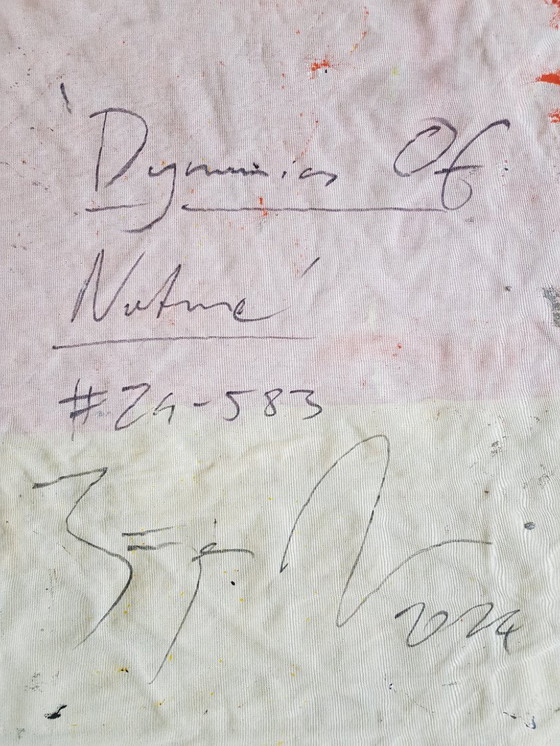 'Dynamics Of
Nature'
#24-583
2024